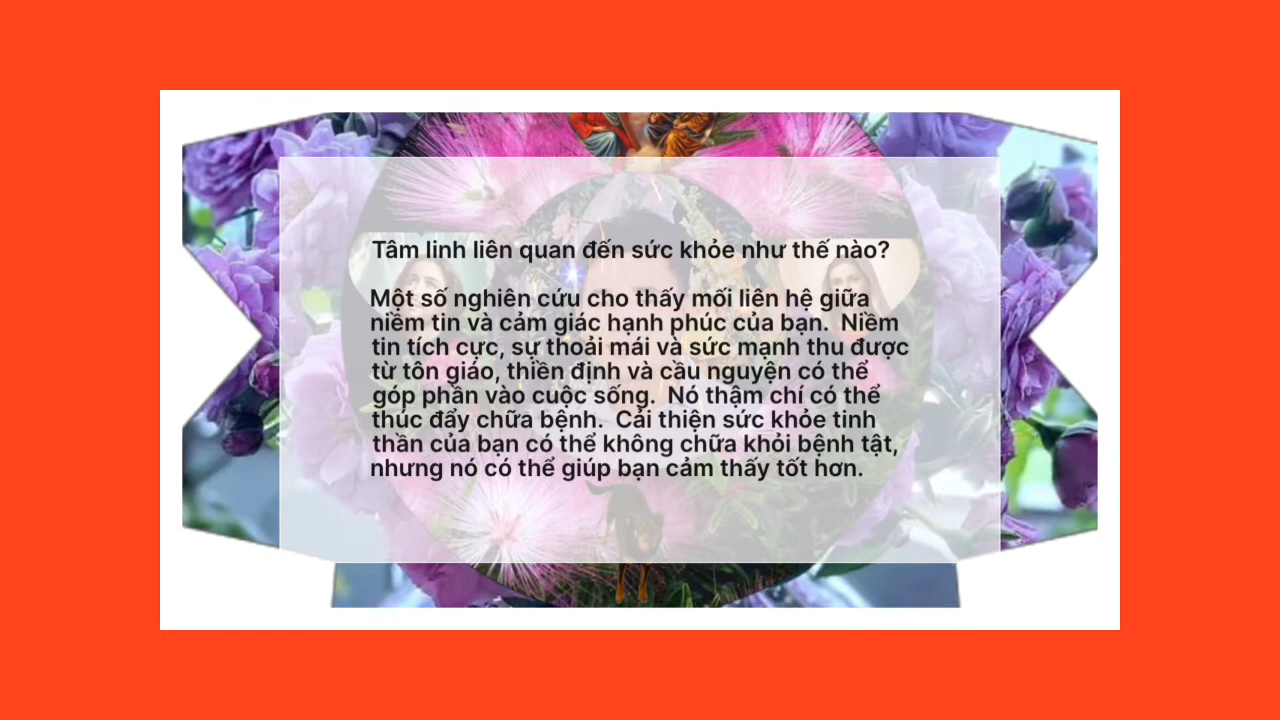 Tâm linh liên quan đến sức khỏe như thế nào?
Một số nghiên cứu cho thấy mối liên hệ giữa
niềm tin và cảm giác hạnh phúc của bạn.  Niềm
tin tích cực, sự thoải mái và sức mạnh thu được
từ tôn giáo, thiền định và cầu nguyện có thể
góp phần vào cuộc sống.  Nó thậm chí có thể
thúc đẩy chữa bệnh.  Cải thiện sức khỏe tinh
thần của bạn có thể không chữa khỏi bệnh tật,
nhưng nó có thể giúp bạn cảm thấy tốt hơn.